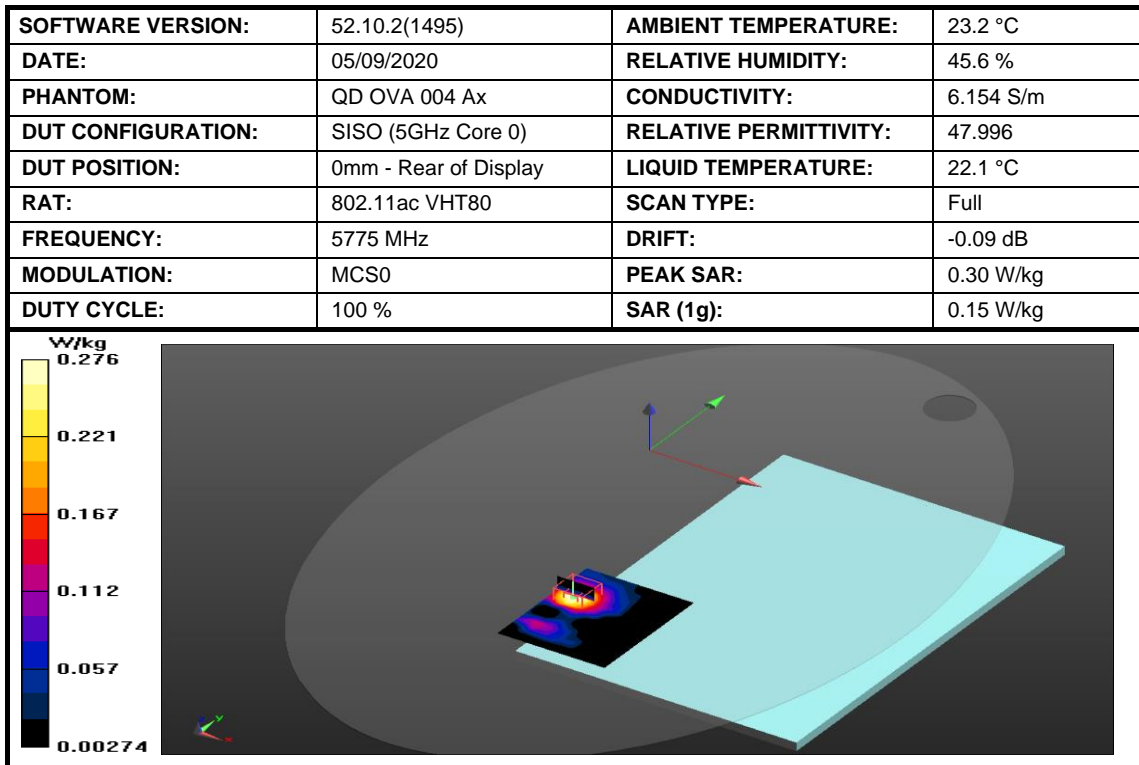 SOFTWARE VERSION: 52.10.2(1495) AMBIENT TEMPERATURE: 23.2 °C
DATE: 05/09/2020 RELATIVE HUMIDITY: 45.6 %
PHANTOM: QD OVA 004 Ax CONDUCTIVITY: 6.154 S/m
DUT CONFIGURATION: SISO (5GHz Core 0) RELATIVE PERMITTIVITY: 47.996
DUT POSITION: 0mm - Rear of Display LIQUID TEMPERATURE: 22.1 °C
RAT: 802.11ac VHT80 SCAN TYPE: Full
FREQUENCY: 5775 MHz DRIFT: -0.09 dB
MODULATION: MCS0 PEAK SAR: 0.30 W/kg
DUTY CYCLE: 100 % SAR (1g): 0.15 W/kg
W/kg
0.276
0.221
0.167
0.112
0.057
0.00274